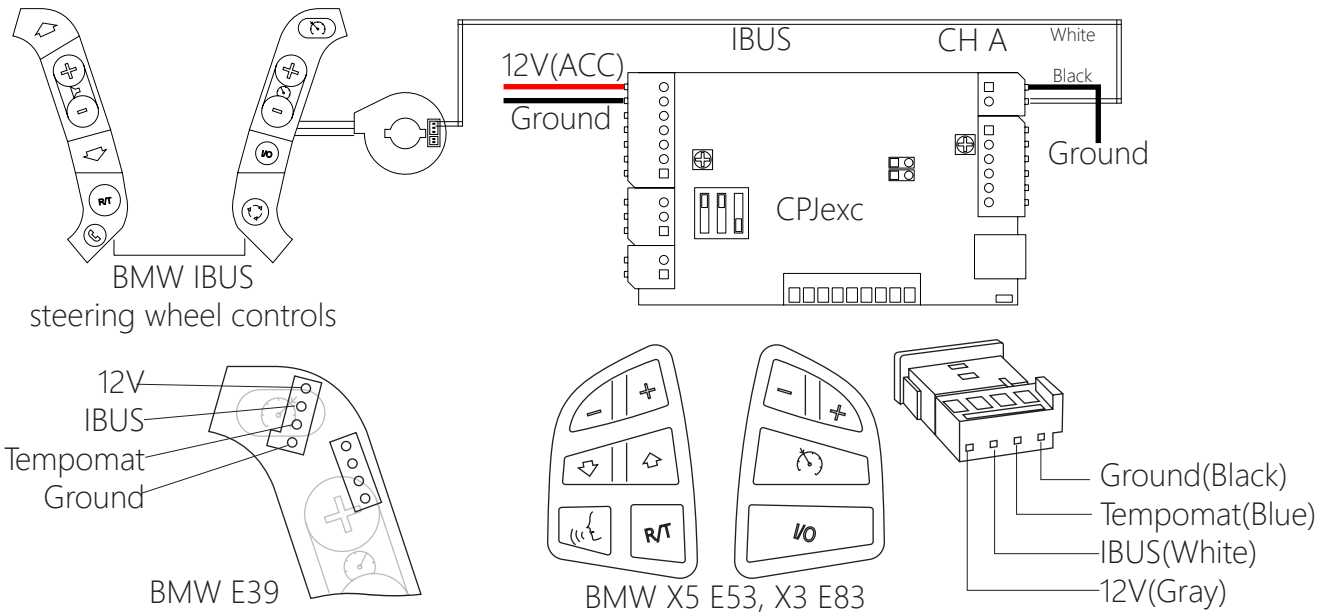 IBUS
CH A
White
12V(ACC)
Black
Ground
Ground
I/O
R/T
CPJexc
BMW IBUS
steering wheel controls
12V
IBUS
Tempomat
Ground
BMW E39
R/T
I/O
BMW X5 E53, X3 E83
Ground(Black)
Tempomat(Blue)
IBUS(White)
12V(Gray)